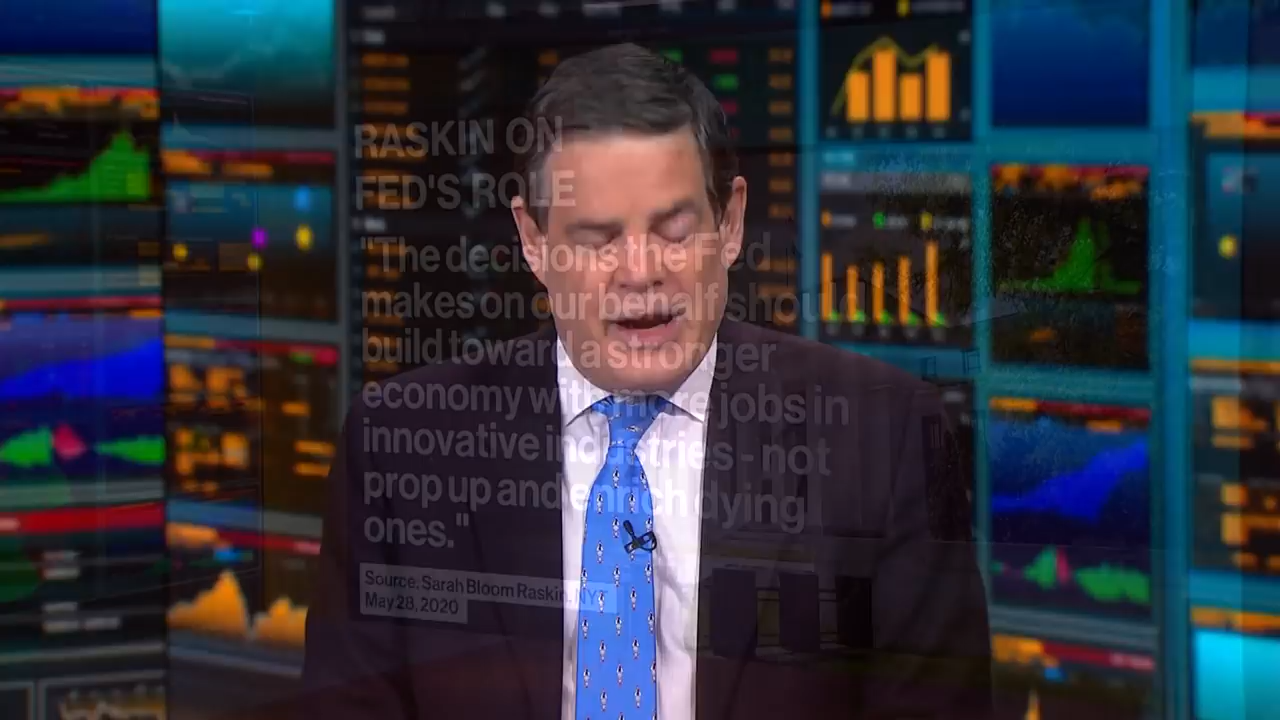 RASKIN ON
FED'S ROLE
"The decisions the Fed
makes on our behalf should
build toward a stronger
economy with more jobs in
innovative industries - not
prop up and enrich dying
ones."
Source: Sarah Bloom Raskin, NYT
May 28, 2020